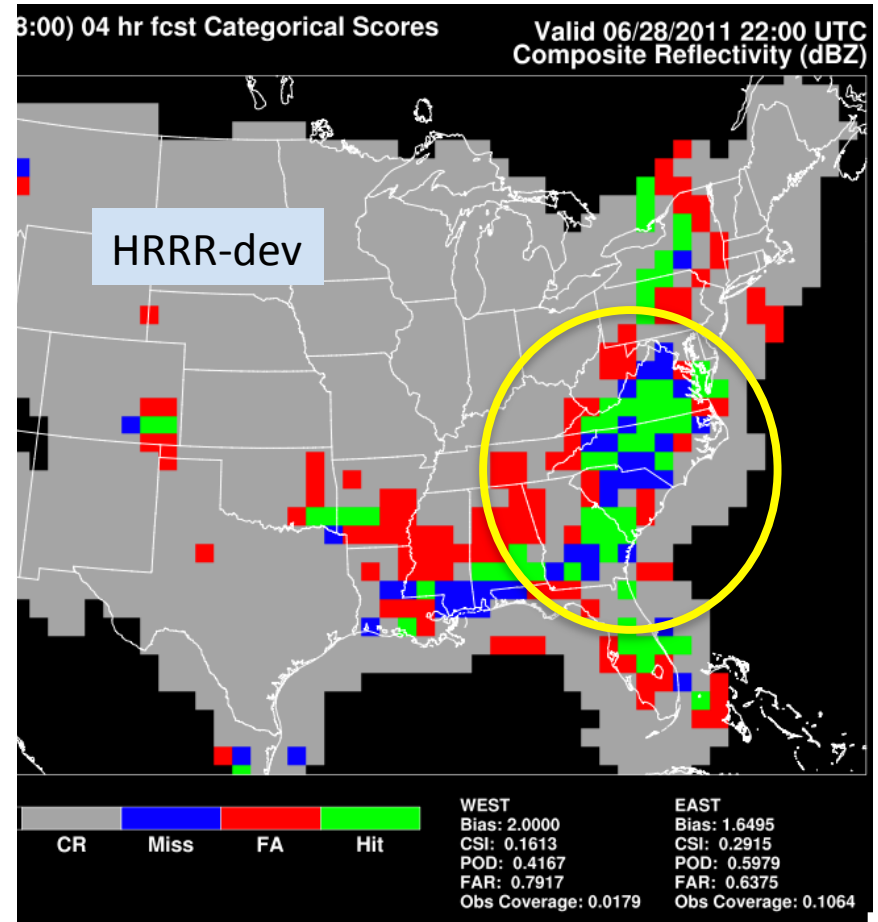 8:00) 04 hr fcst Categorical Scores
Valid 06/28/2011 22:00 UTC
Composite Reflectivity (dBZ)
HRRR-dev
CR Miss FA Hit
WEST
Bias: 2.0000
CSI: 0.1613
POD: 0.4167
FAR: 0.7917
Obs Coverage: 0.0179
EAST
Bias: 1.6495
CSI: 0.2915
POD: 0.5979
FAR: 0.6375
Obs Coverage: 0.1064